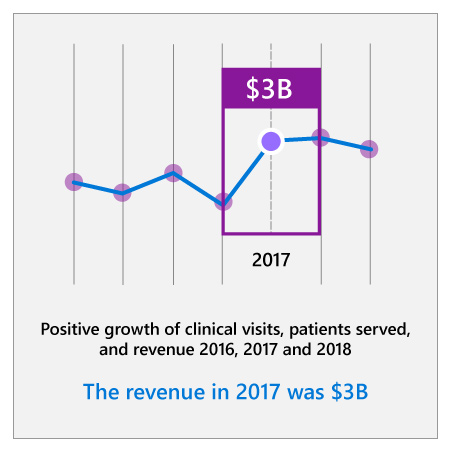 $3B
2017
Positive growth of clinical visits, patients served,
and revenue 2016, 2017 and 2018
The revenue in 2017 was $3B